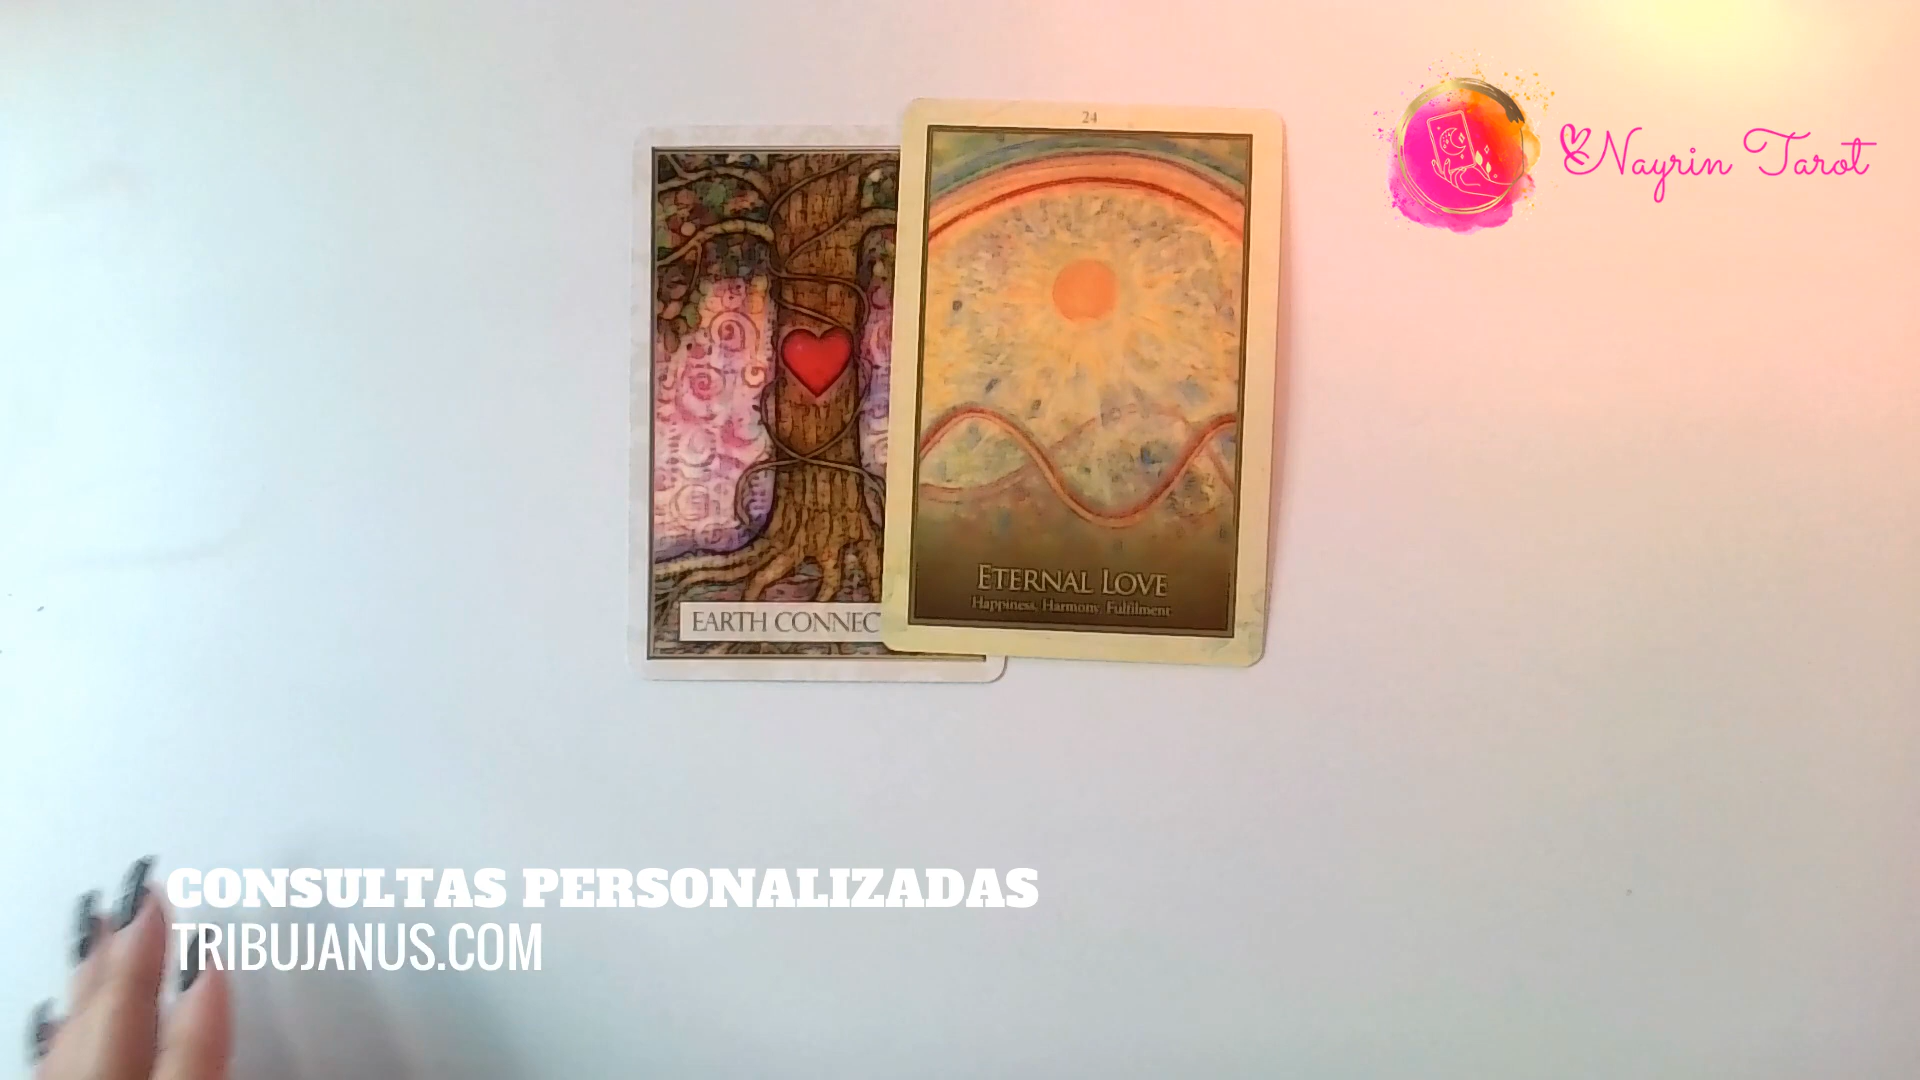 24
Nayrin Tarot
EARTH CONNEC
ETERNAL LOVE
Happiness, Harmony, Fulfilment
CONSULTAS PERSONALIZADAS
TRIBUJANUS.COM